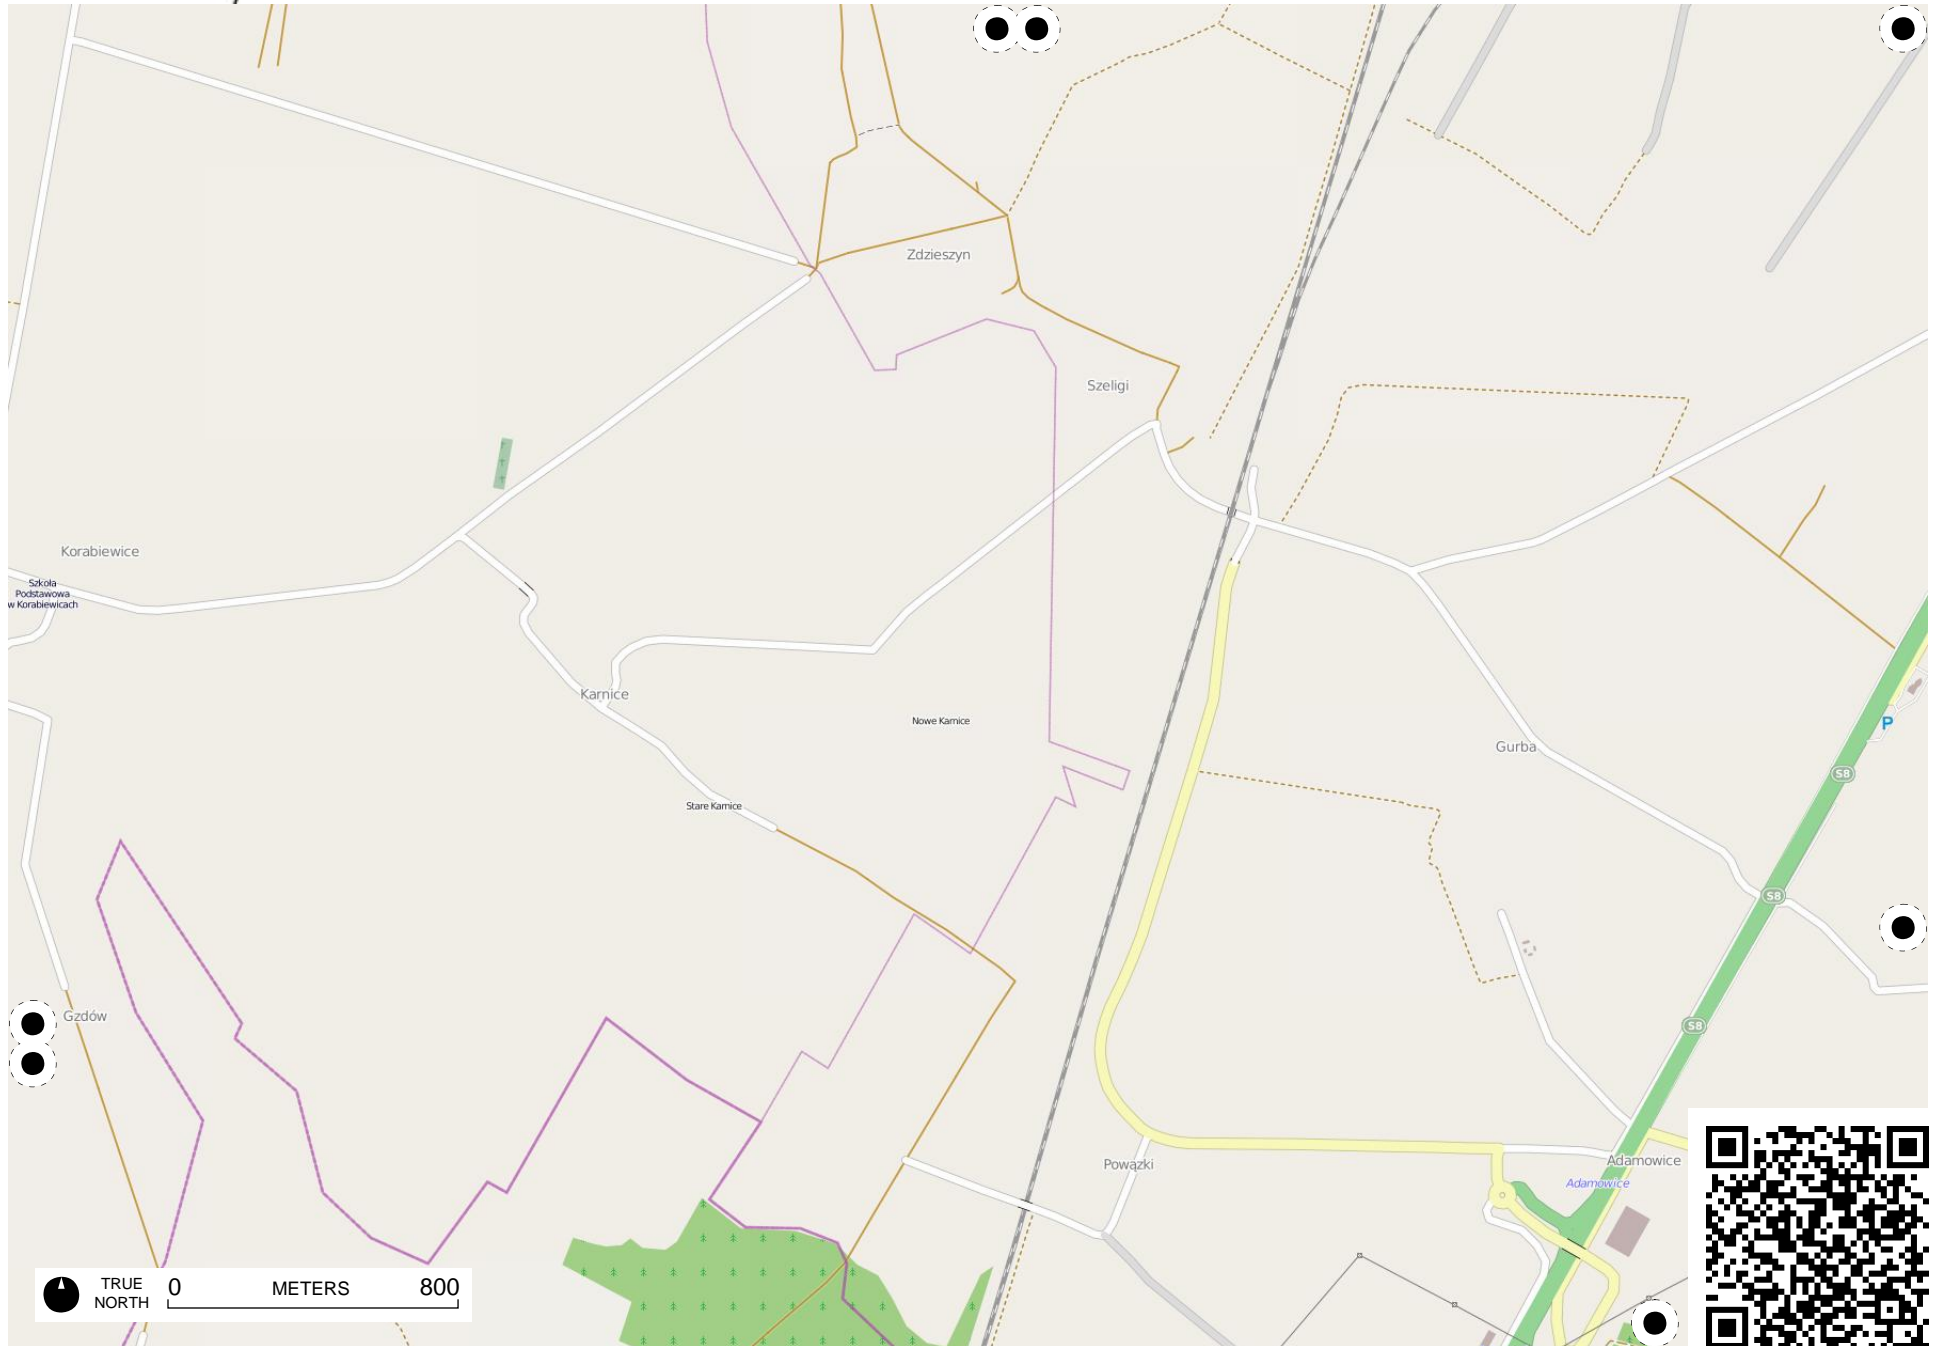 Zdzieszyn
Szeligi
Korabiewice
Szkoła
Podstawowa
w Korabiewicach
Karnice
Nowe Karnice
Gurba
P
S8
Stare Karnice
S8
Gzdów
S8
Powązki
Adamowice
Adamowice
TRUE
NORTH
0 METERS 800